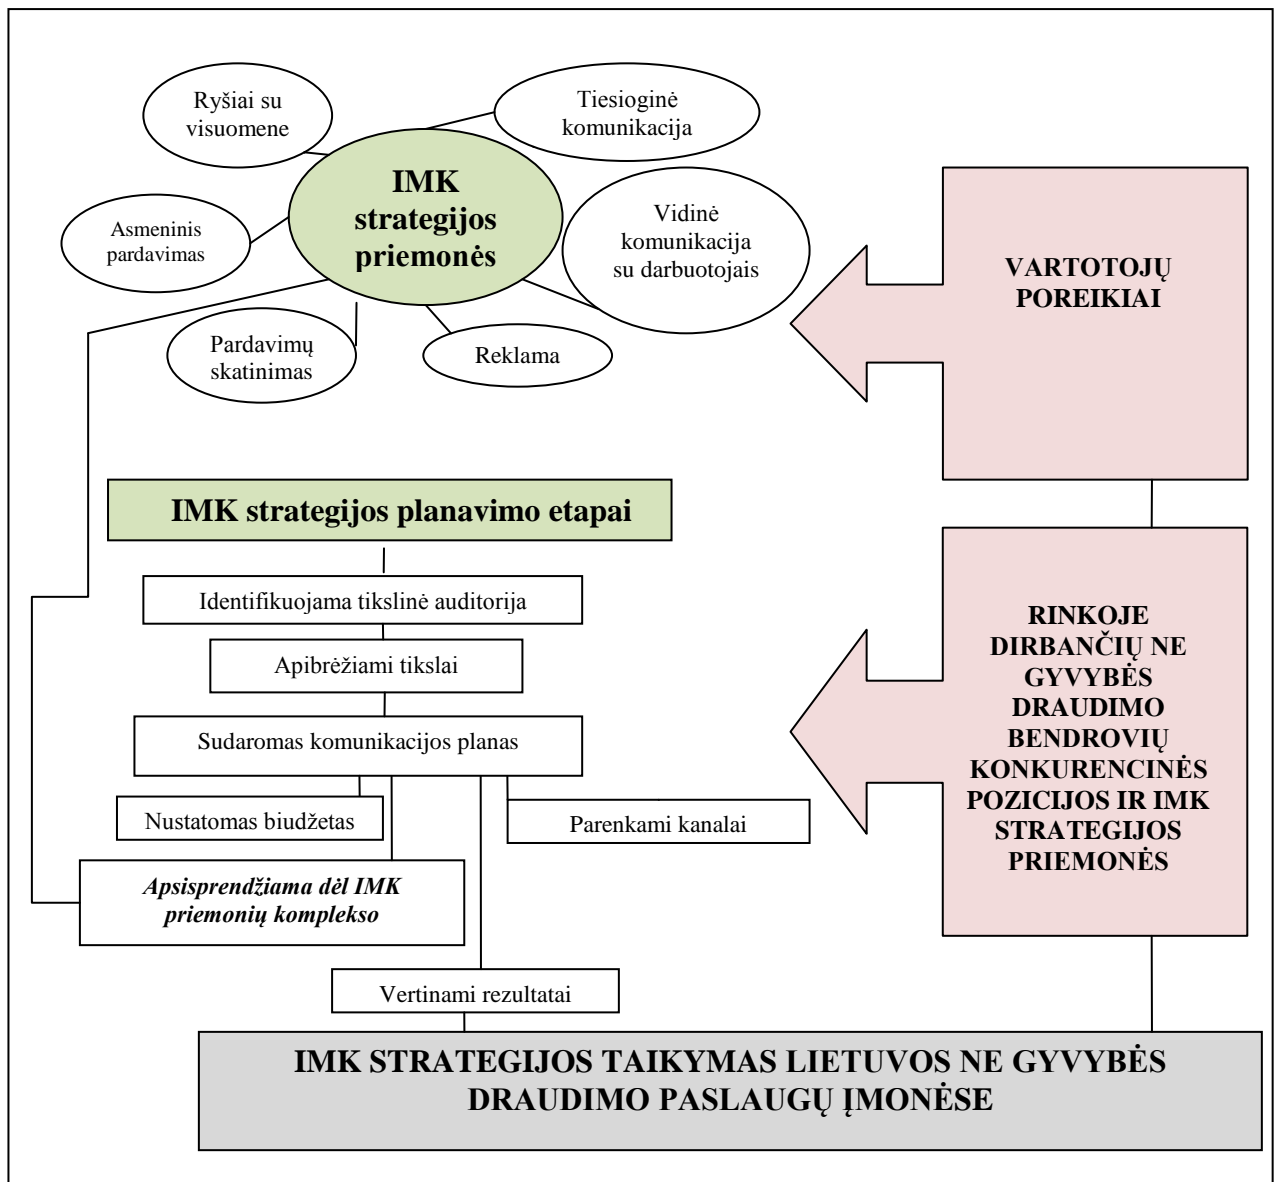 Ryšiai su
visuomene
Tiesioginė
komunikacija
IMK
strategijos
priemonės
Asmeninis
pardavimas
Vidinė
komunikacija
su darbuotojais
Pardavimų
skatinimas
Reklama
VARTOTOJŲ
POREIKIAI
IMK strategijos planavimo etapai
Identifikuojama tikslinė auditorija
Apibrėžiami tikslai
Sudaromas komunikacijos planas
Nustatomas biudžetas
Parenkami kanalai
Apsisprendžiama dėl IMK
priemonių komplekso
Vertinami rezultatai
RINKOJE
DIRBANČIŲ NE
GYVYBĖS
DRAUDIMO
BENDROVIŲ
KONKURENCINĖS
POZICIJOS IR IMK
STRATEGIJOS
PRIEMONĖS
IMK STRATEGIJOS TAIKYMAS LIETUVOS NE GYVYBĖS
DRAUDIMO PASLAUGŲ ĮMONĖSE